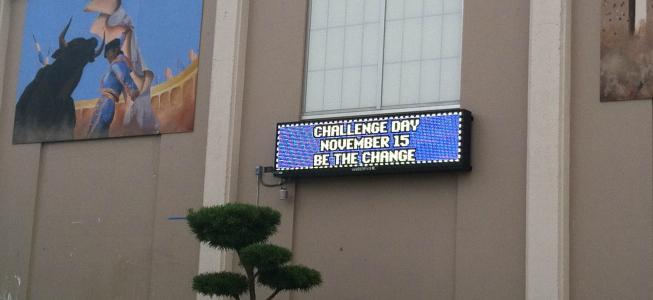 CHALLENGE DAY
NOVEMBER 15
BE THE CHANGE